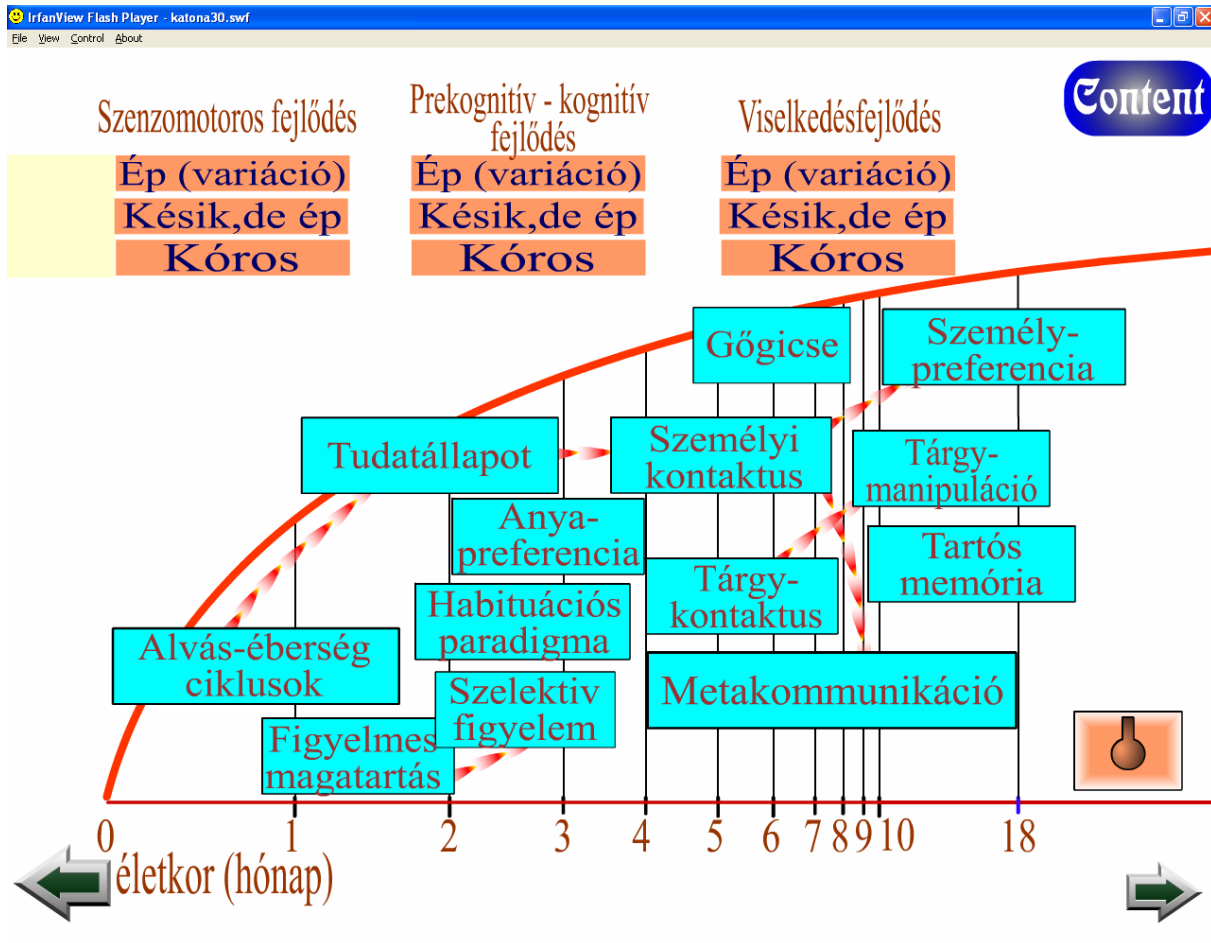 IrfanView Flash Player - katona30.swf
File View Control About
Content
Szenzomotoros fejlődés
Ép (variáció)
Késik,de ép
Kóros
Prekognitív - kognitív
fejlődés
Ép (variáció)
Késik,de ép
Kóros
Viselkedésfejlődés
Ép (variáció)
Késik,de ép
Kóros
Gőgicse
Személy-
preferencia
Tudatállapot
Személyi
kontaktus
Tárgy-
manipuláció
Anya-
preferencia
Tartós
memória
Tárgy-
kontaktus
Habituációs
paradigma
Alvás-éberség
ciklusok
Szelektiv
figyelem
Metakommunikáció
Figyelmes
magatartás
0 1 2 3 4 5 6 7 8 9 10 18
életkor (hónap)